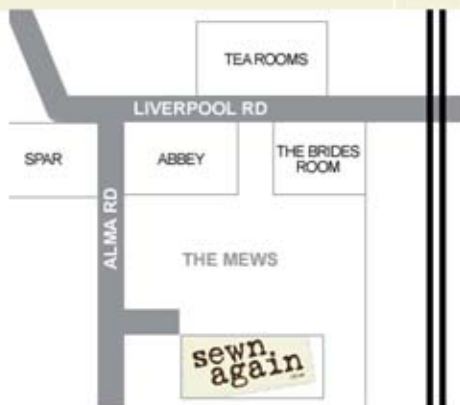 TEA ROOMS
LIVERPOOL RD
SPAR
ABBEY
THE BRIDES
ROOM
ALMA RD
THE MEWS
sewn
again